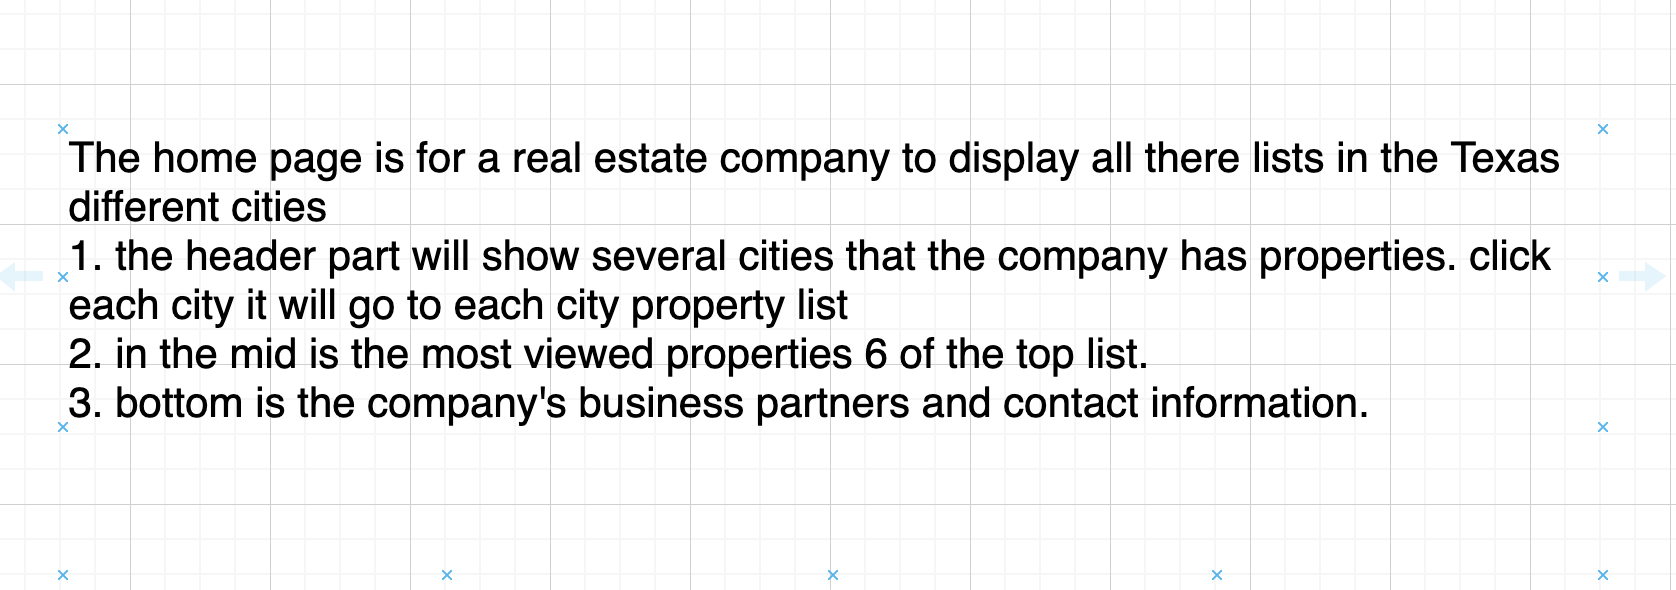 The home page is for a real estate company to display all there lists in the Texas
different cities
1. the header part will show several cities that the company has properties. click
each city it will go to each city property list
2. in the mid is the most viewed properties 6 of the top list.
3. bottom is the company's business partners and contact information.